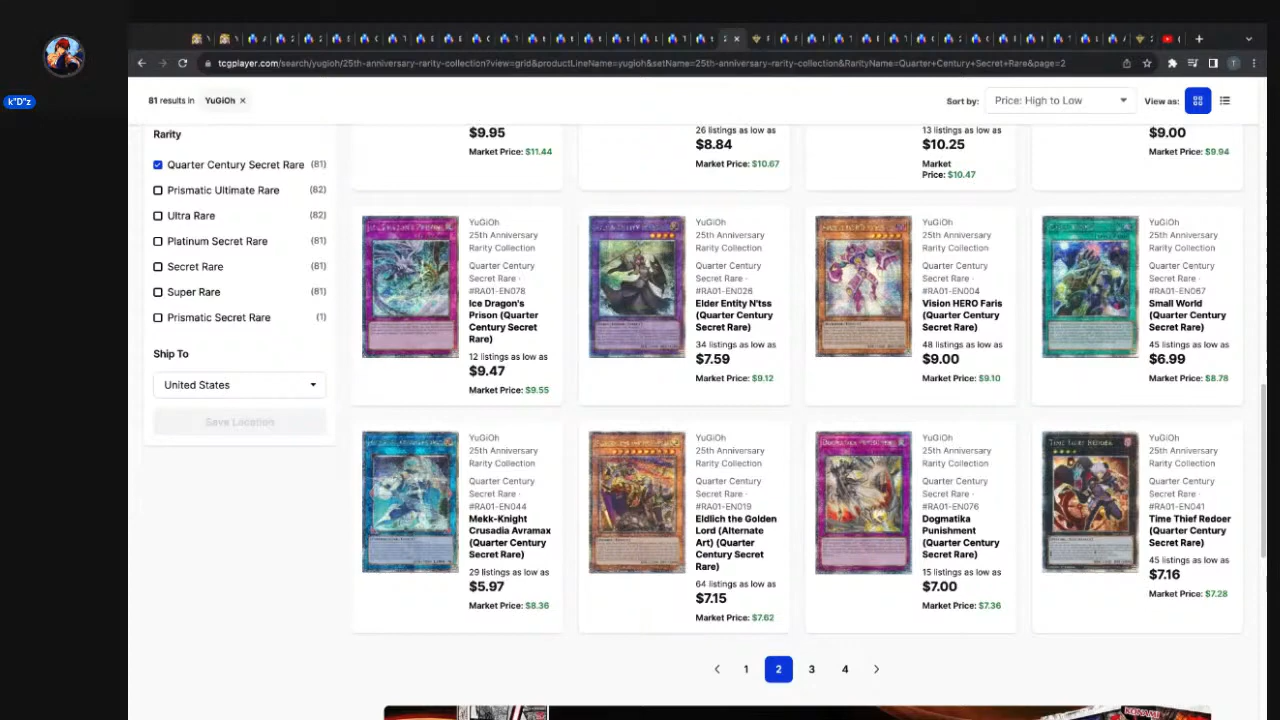 tcgplayer.com/search/yugioh/25th-anniversary-rarity-collection?view=grid&productLineName=yugioh&setName=25th-anniversary-rarity-collection&RarityName=Quarter+Century+Secret+Rare&page=2
k"D"z
81 results in YuGiOh ×
Sort by: Price: High to Low
View as:
Rarity
Quarter Century Secret Rare (81)
Prismatic Ultimate Rare (82)
Ultra Rare (82)
Platinum Secret Rare (81)
Secret Rare (81)
Super Rare (81)
Prismatic Secret Rare (1)
Ship To
United States
Save Location
$9.95
Market Price: $11.44
26 listings as low as
$8.84
Market Price: $10.67
13 listings as low as
$10.25
Market
Price: $10.47
$9.00
Market Price: $9.94
YuGiOh
25th Anniversary
Rarity Collection
Quarter Century
Secret Rare ·
#RA01-EN078
Ice Dragon's
Prison (Quarter
Century Secret
Rare)
12 listings as low as
$9.47
Market Price: $9.55
YuGiOh
25th Anniversary
Rarity Collection
Quarter Century
Secret Rare ·
#RA01-EN026
Elder Entity N'tss
(Quarter Century
Secret Rare)
34 listings as low as
$7.59
Market Price: $9.12
YuGiOh
25th Anniversary
Rarity Collection
Quarter Century
Secret Rare ·
#RA01-EN004
Vision HERO Faris
(Quarter Century
Secret Rare)
48 listings as low as
$9.00
Market Price: $9.10
YuGiOh
25th Anniversary
Rarity Collection
Quarter Century
Secret Rare ·
#RA01-EN067
Small World
(Quarter Century
Secret Rare)
45 listings as low as
$6.99
Market Price: $8.78
YuGiOh
25th Anniversary
Rarity Collection
Quarter Century
Secret Rare ·
#RA01-EN044
Mekk-Knight
Crusadia Avramax
(Quarter Century
Secret Rare)
29 listings as low as
$5.97
Market Price: $8.36
YuGiOh
25th Anniversary
Rarity Collection
Quarter Century
Secret Rare ·
#RA01-EN019
Eldlich the Golden
Lord (Alternate
Art) (Quarter
Century Secret
Rare)
64 listings as low as
$7.15
Market Price: $7.62
YuGiOh
25th Anniversary
Rarity Collection
Quarter Century
Secret Rare ·
#RA01-EN076
Dogmatika
Punishment
(Quarter Century
Secret Rare)
15 listings as low as
$7.00
Market Price: $7.36
YuGiOh
25th Anniversary
Rarity Collection
Quarter Century
Secret Rare ·
#RA01-EN041
Time Thief Redoer
(Quarter Century
Secret Rare)
45 listings as low as
$7.16
Market Price: $7.28
1 2 3 4
KONAMI